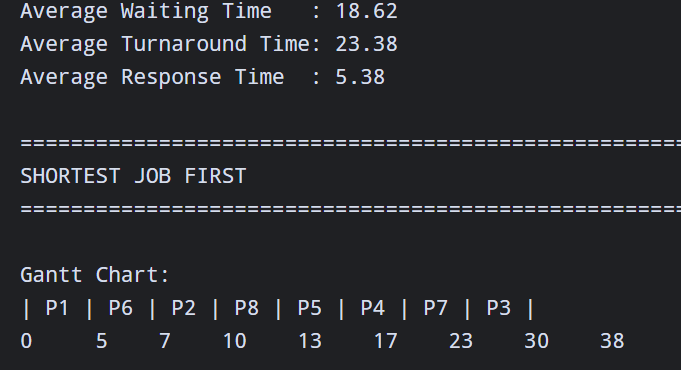 Average Waiting Time   : 18.62
Average Turnaround Time: 23.38
Average Response Time  : 5.38
======================================================
SHORTEST JOB FIRST
======================================================
Gantt Chart:
| P1 | P6 | P2 | P8 | P5 | P4 | P7 | P3 |
0     5    7    10    13    17    23    30    38